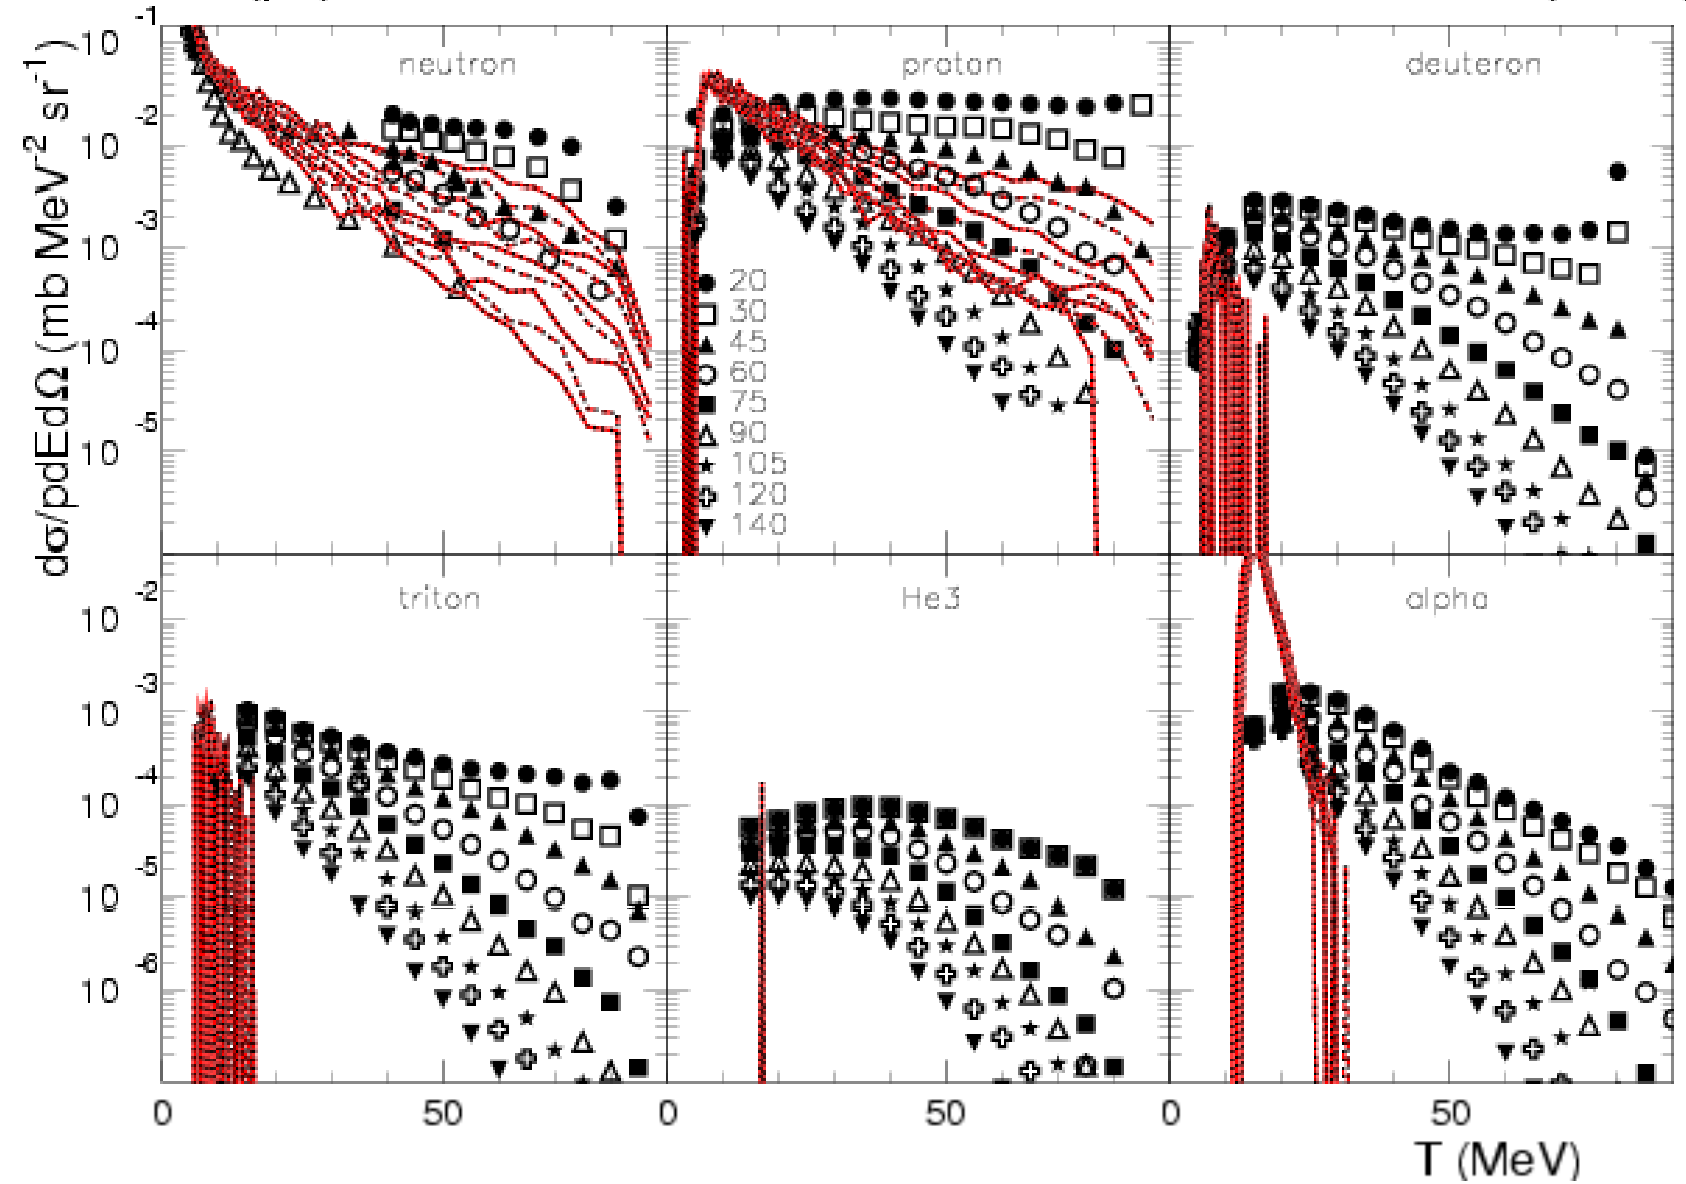 dσ/pdEdΩ (mb MeV⁻² sr⁻¹)
10⁻¹
10⁻²
10⁻³
10⁻⁴
10⁻⁵
neutron
proton
deuteron
20
30
45
60
75
90
105
120
140
10⁻²
10⁻³
10⁻⁴
10⁻⁵
10⁻⁶
triton
He3
alpha
0 50 0 50 0 50
T (MeV)